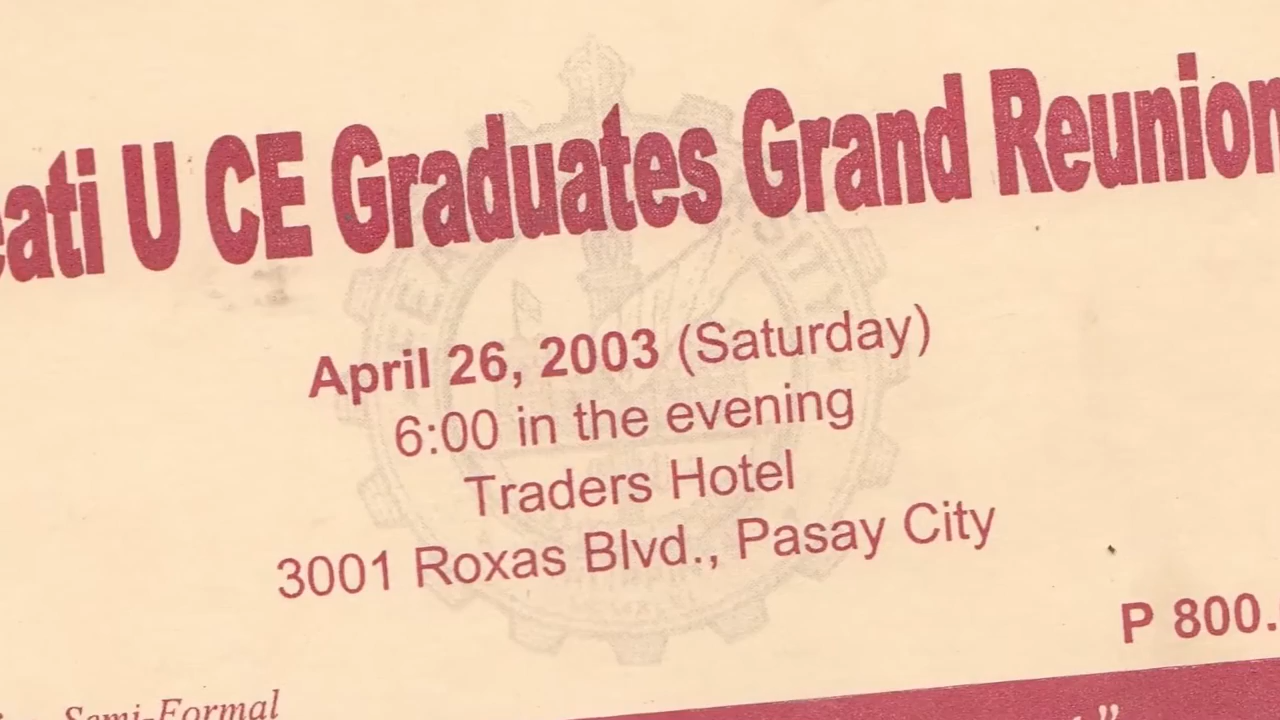 eati U CE Graduates Grand Reunion
April 26, 2003 (Saturday)
6:00 in the evening
Traders Hotel
3001 Roxas Blvd., Pasay City
P 800.
Semi-Formal
”